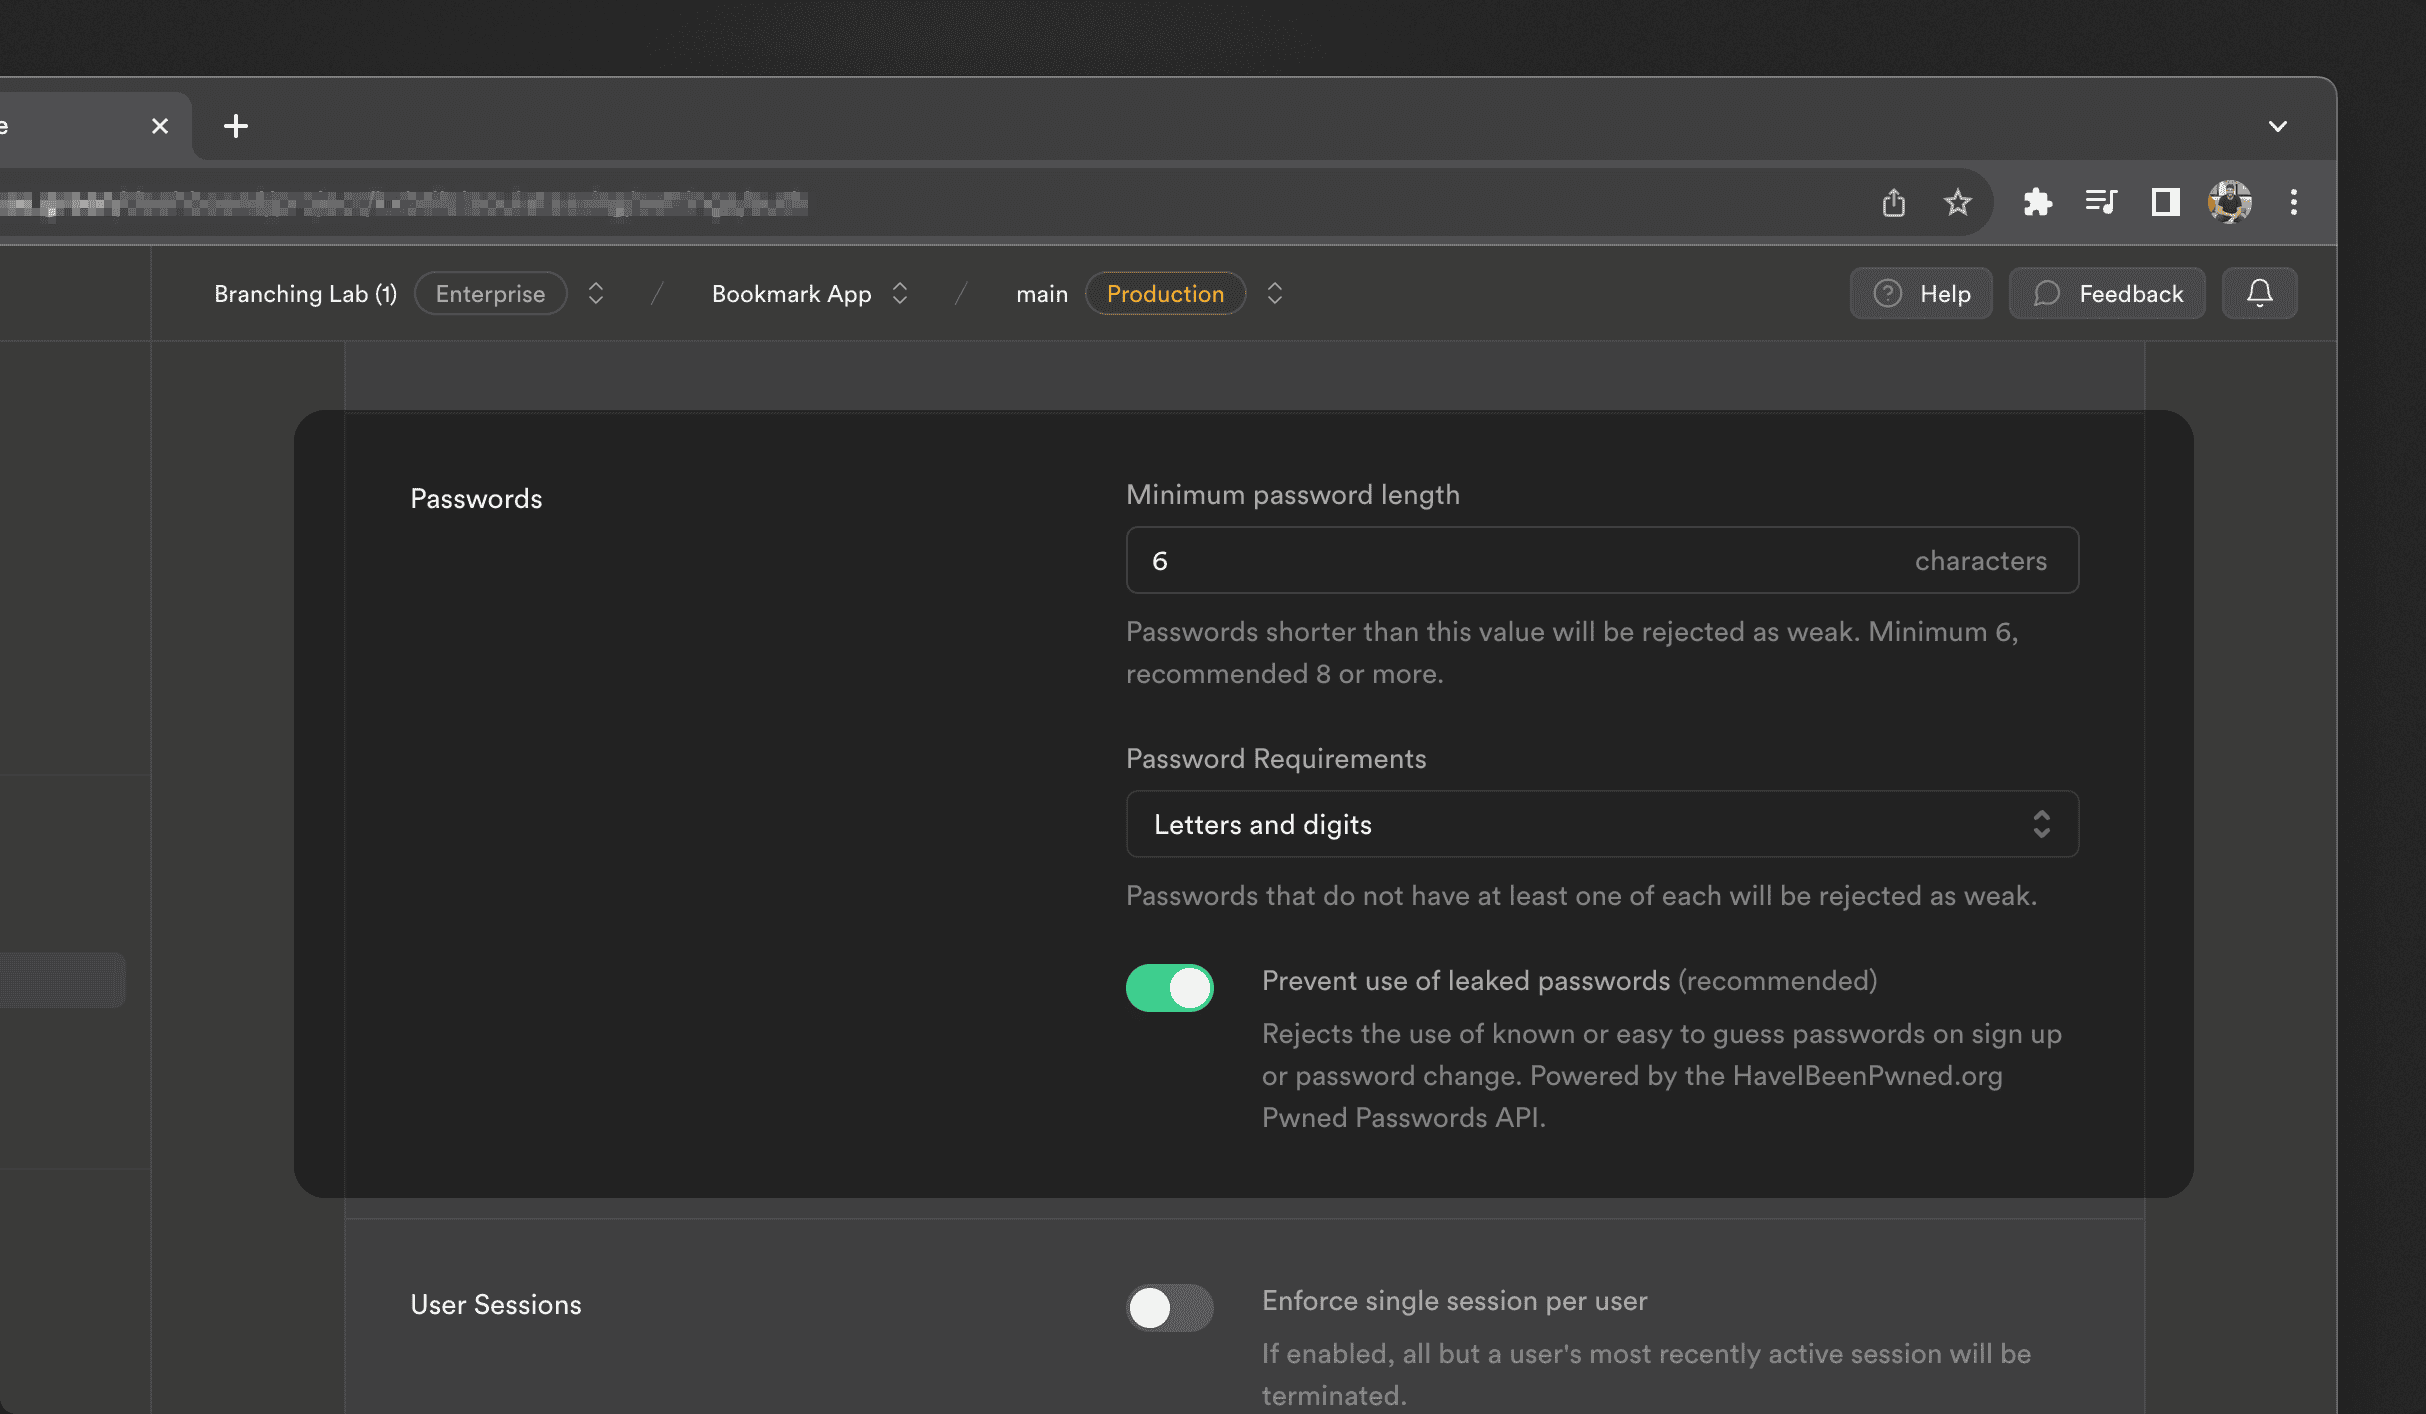 e
Branching Lab (1) Enterprise / Bookmark App / main Production Help Feedback
Passwords
Minimum password length
6 characters
Passwords shorter than this value will be rejected as weak. Minimum 6,
recommended 8 or more.
Password Requirements
Letters and digits
Passwords that do not have at least one of each will be rejected as weak.
Prevent use of leaked passwords (recommended)
Rejects the use of known or easy to guess passwords on sign up
or password change. Powered by the HaveIBeenPwned.org
Pwned Passwords API.
User Sessions
Enforce single session per user
If enabled, all but a user's most recently active session will be
terminated.